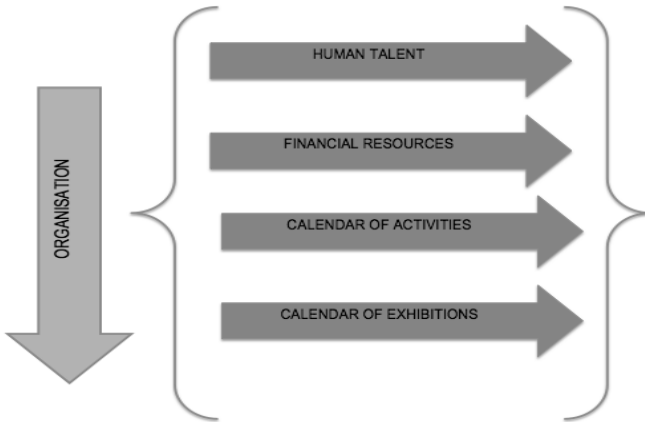 HUMAN TALENT
FINANCIAL RESOURCES
ORGANISATION
CALENDAR OF ACTIVITIES
CALENDAR OF EXHIBITIONS